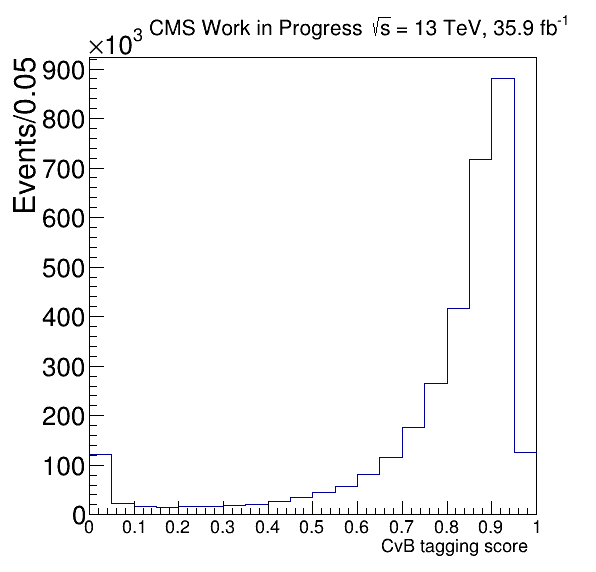 ×10³ CMS Work in Progress √s = 13 TeV, 35.9 fb⁻¹
Events/0.05
900
800
700
600
500
400
300
200
100
0
0 0.1 0.2 0.3 0.4 0.5 0.6 0.7 0.8 0.9 1
CvB tagging score